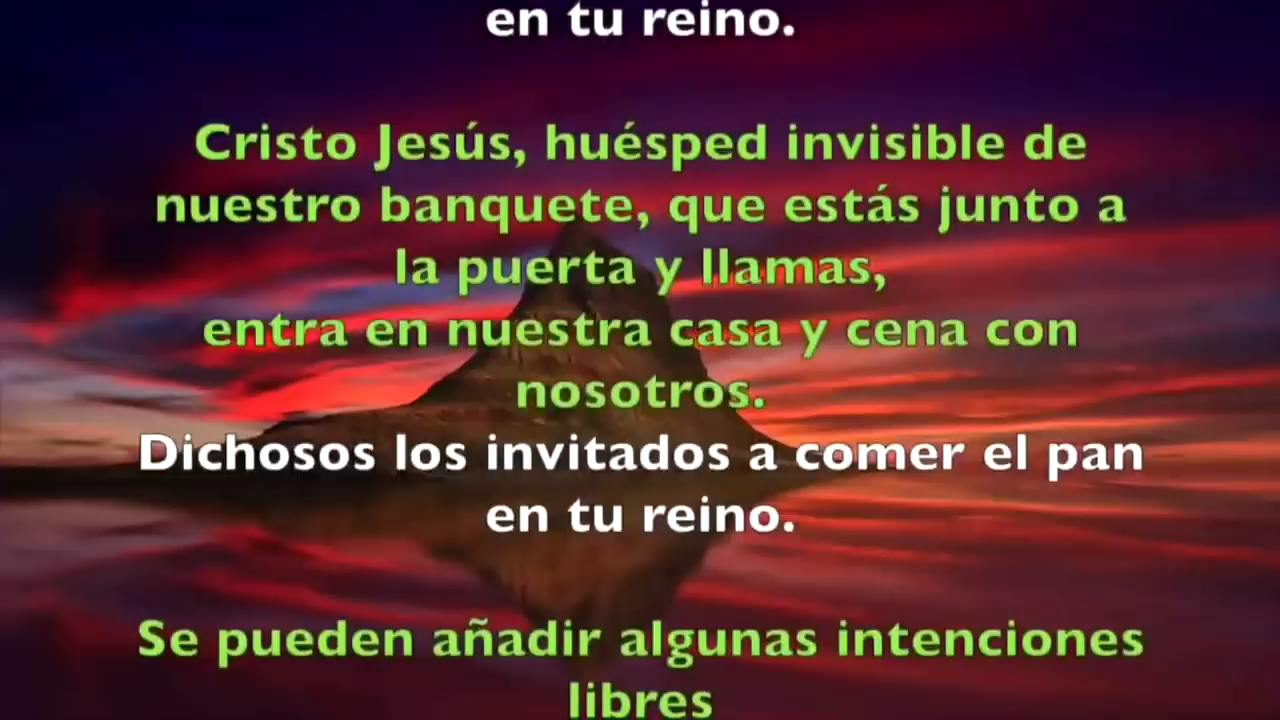 en tu reino.
Cristo Jesús, huésped invisible de
nuestro banquete, que estás junto a
la puerta y llamas,
entra en nuestra casa y cena con
nosotros.
Dichosos los invitados a comer el pan
en tu reino.
Se pueden añadir algunas intenciones
libres